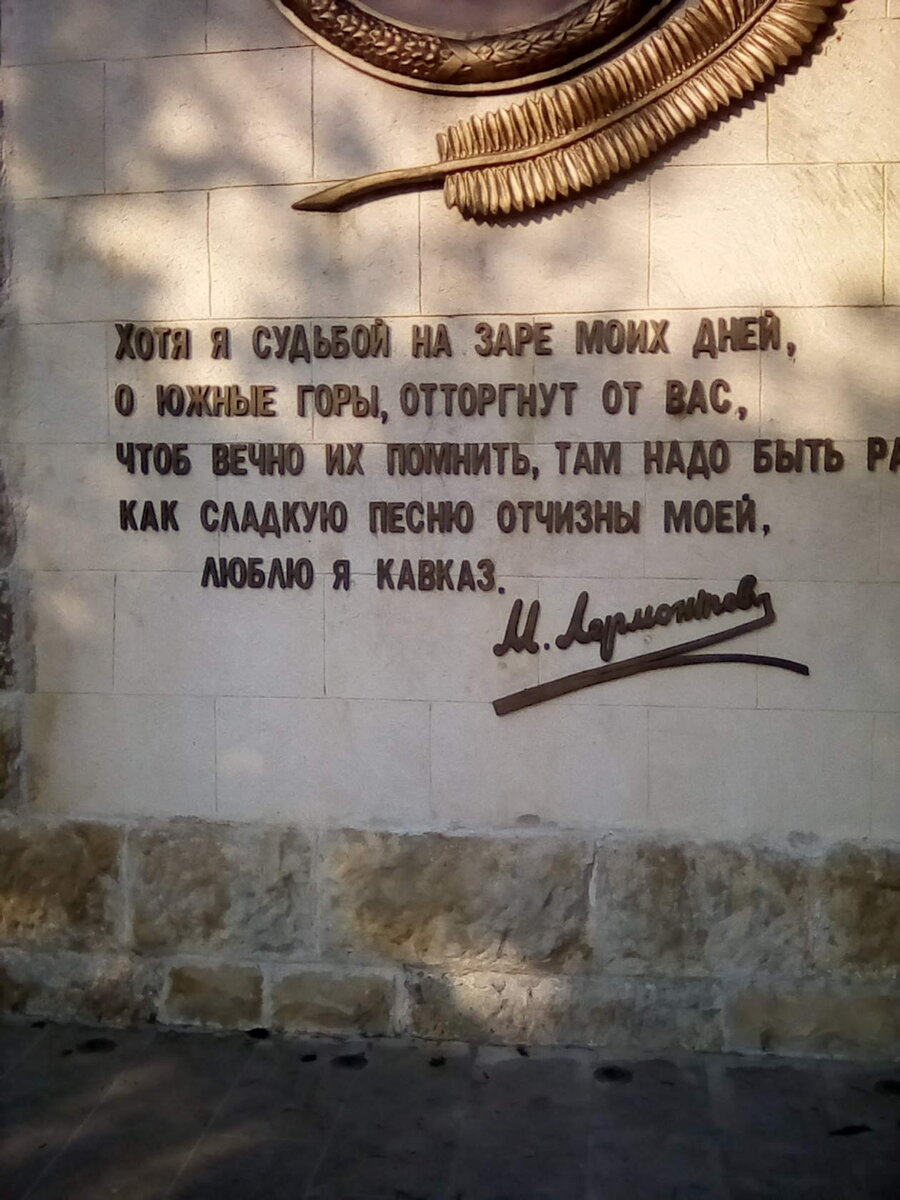 ХОТЯ Я СУДЬБОЙ НА ЗАРЕ МОИХ ДНЕЙ,
О ЮЖНЫЕ ГОРЫ, ОТТОРГНУТ ОТ ВАС,
ЧТОБ ВЕЧНО ИХ ПОМНИТЬ, ТАМ НАДО БЫТЬ
КАК СЛАДКУЮ ПЕСНЮ ОТЧИЗНЫ МОЕЙ,
ЛЮБЛЮ Я КАВКАЗ.
М. Лермонтовъ